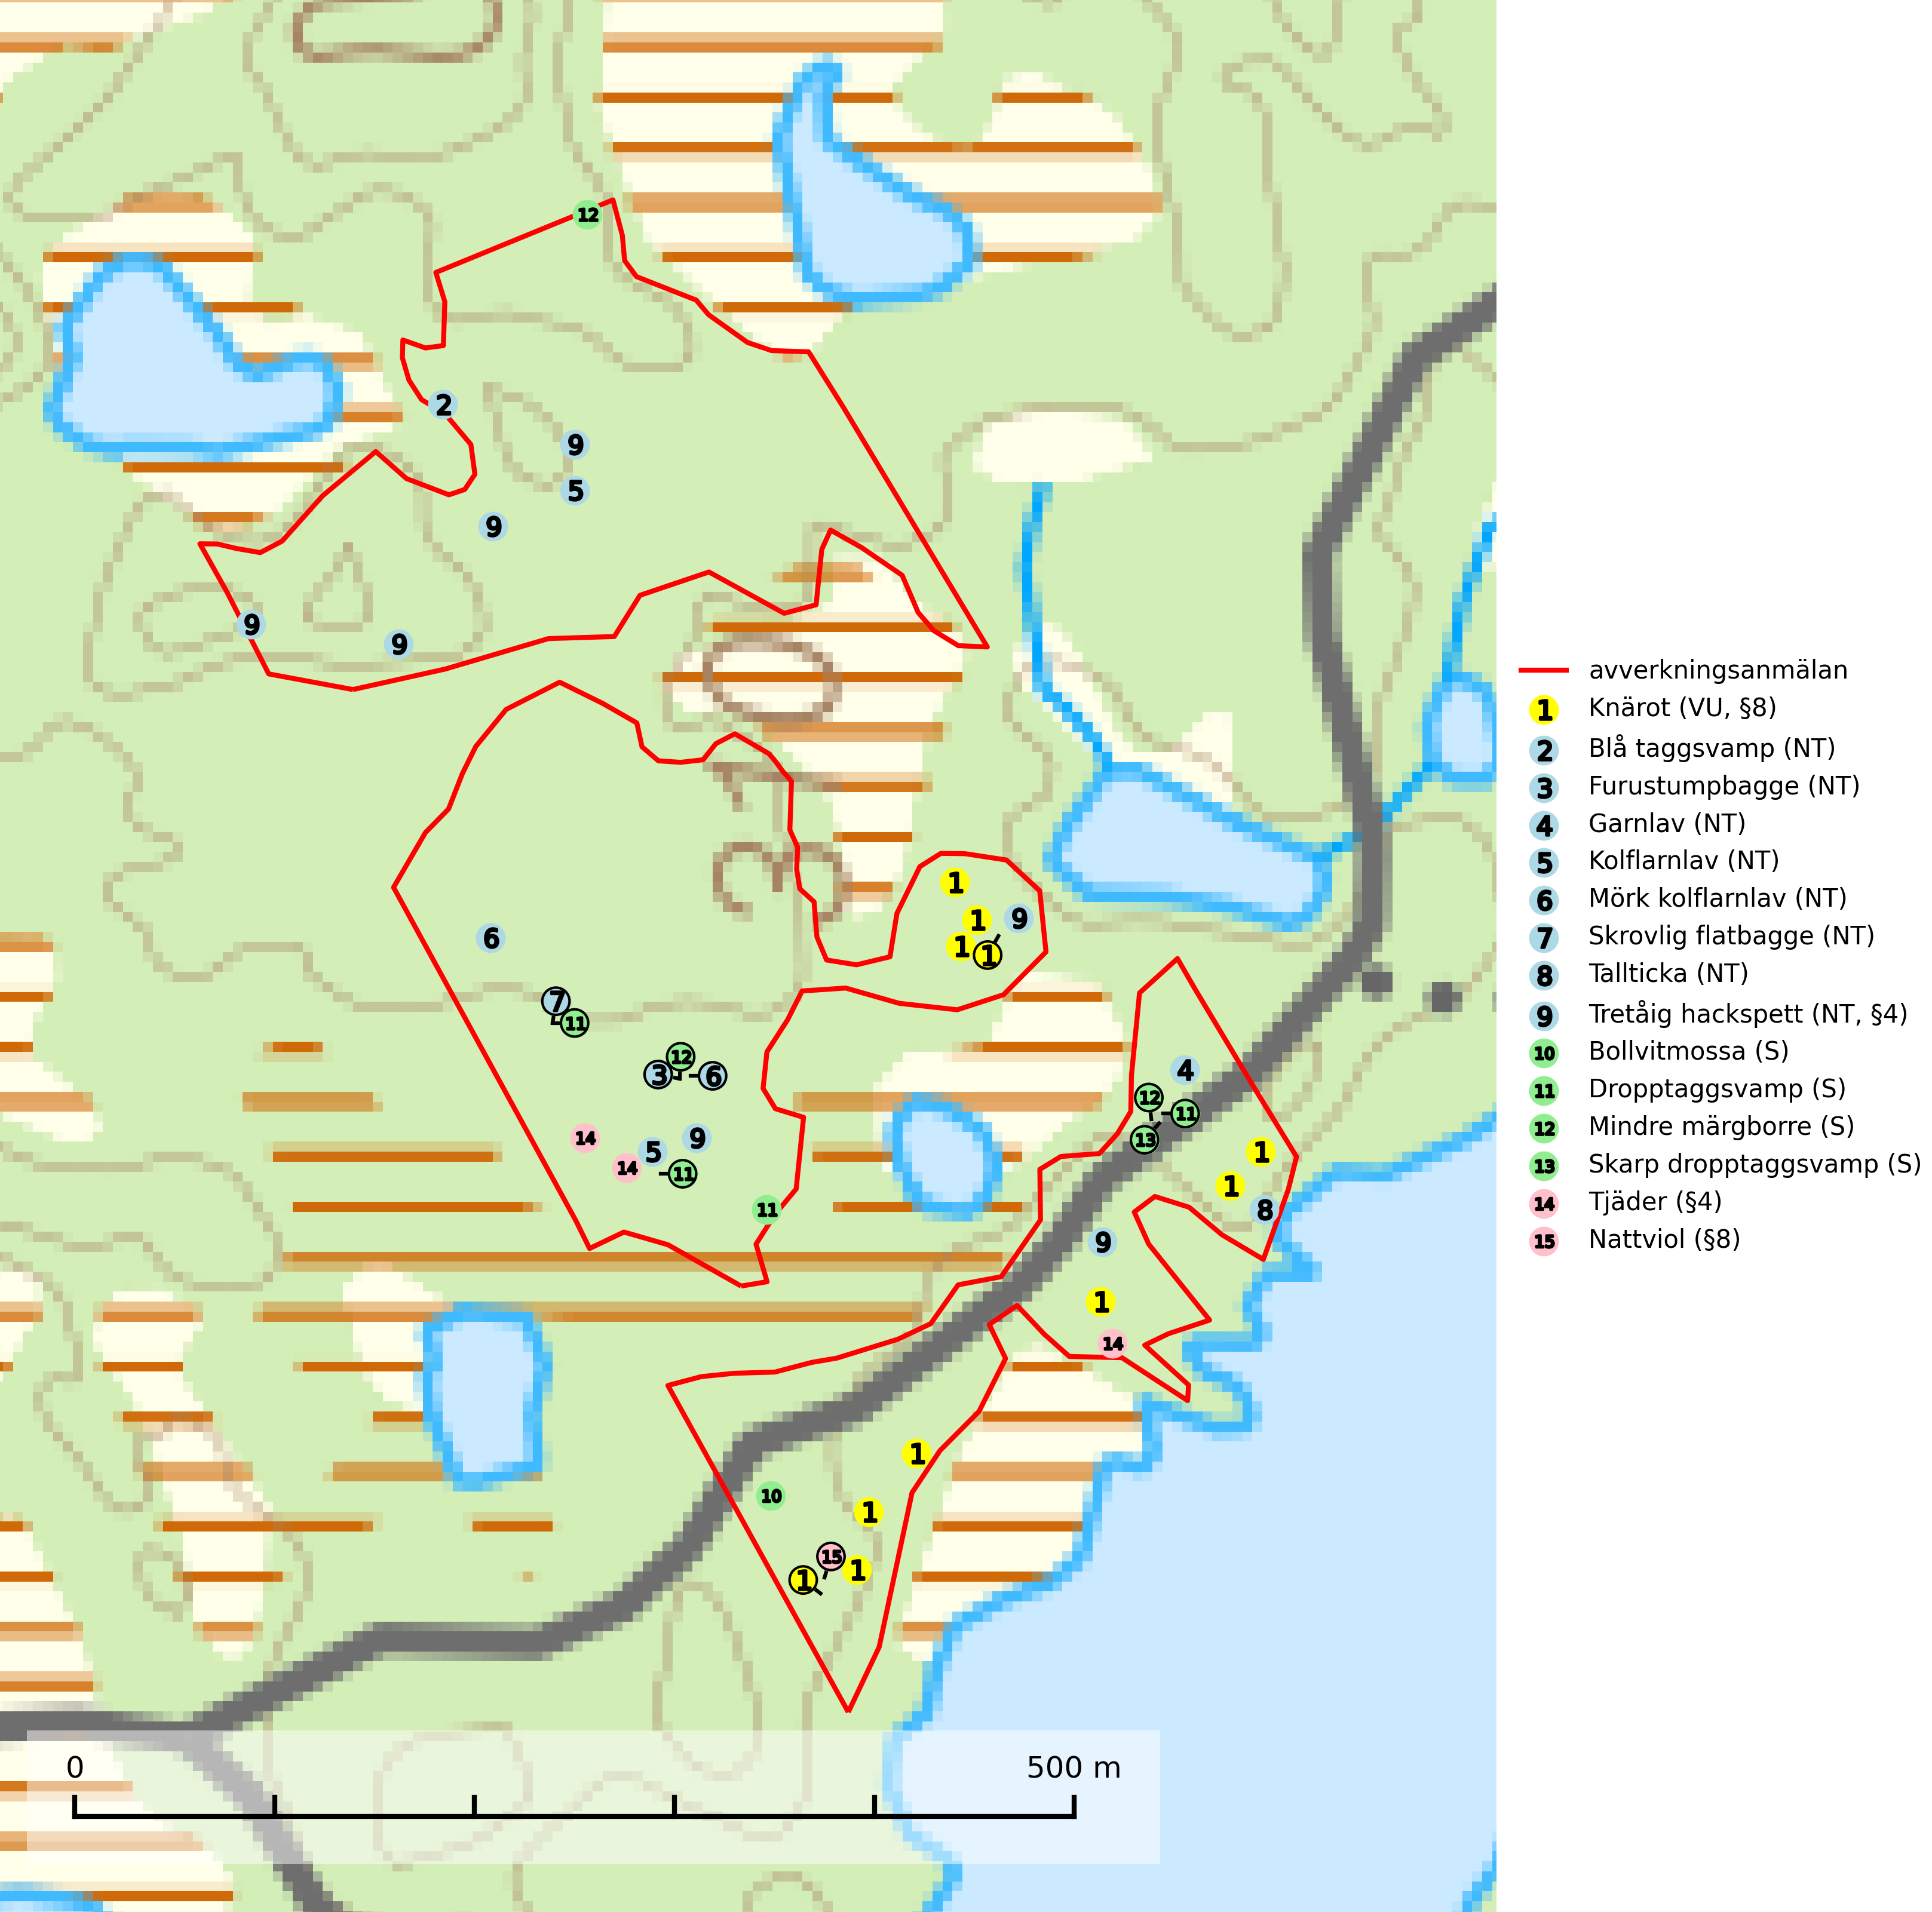 12
2
9
5
9
9
9
avverkningsanmälan
1 Knärot (VU, §8)
2 Blå taggsvamp (NT)
3 Furustumpbagge (NT)
4 Garnlav (NT)
5 Kolflarnlav (NT)
6 Mörk kolflarnlav (NT)
7 Skrovlig flatbagge (NT)
8 Tallticka (NT)
9 Tretåig hackspett (NT, §4)
10 Bollvitmossa (S)
11 Dropptaggsvamp (S)
12 Mindre märgborre (S)
13 Skarp dropptaggsvamp (S)
14 Tjäder (§4)
15 Nattviol (§8)
1
1 9
6 1 1
7
11
12 4
3 6
12
11
14 9 13
5 1
14 11 1
11 8
9
1
14
1
10
1
15
1 1
0 500 m